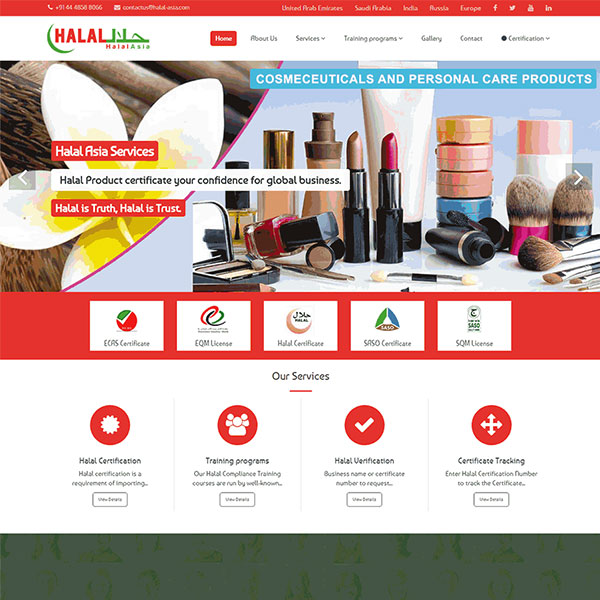 +91 44 4858 8066 contactus@halal-asia.com United Arab Emirates Saudi Arabia India Russia Europe
HALAL حلال
HalalAsia
Home About Us Services Training programs Gallery Contact Certification
COSMECEUTICALS AND PERSONAL CARE PRODUCTS
Halal Asia Services
Halal Product certificate your confidence for global business.
Halal is Truth, Halal is Trust.
حلال
HALAL
SASO
SASO
ECAS Certificate EQM License Halal Certificate SASO Certificate SQM License
Our Services
Halal Certification
Halal certification is a
requirement of importing...
View Details
Training programs
Our Halal Compliance Training
courses are run by well-known...
View Details
Halal Verification
Business name or certificate
number to request...
View Details
Certificate Tracking
Enter Halal Certification Number
to track the Certificate...
View Details